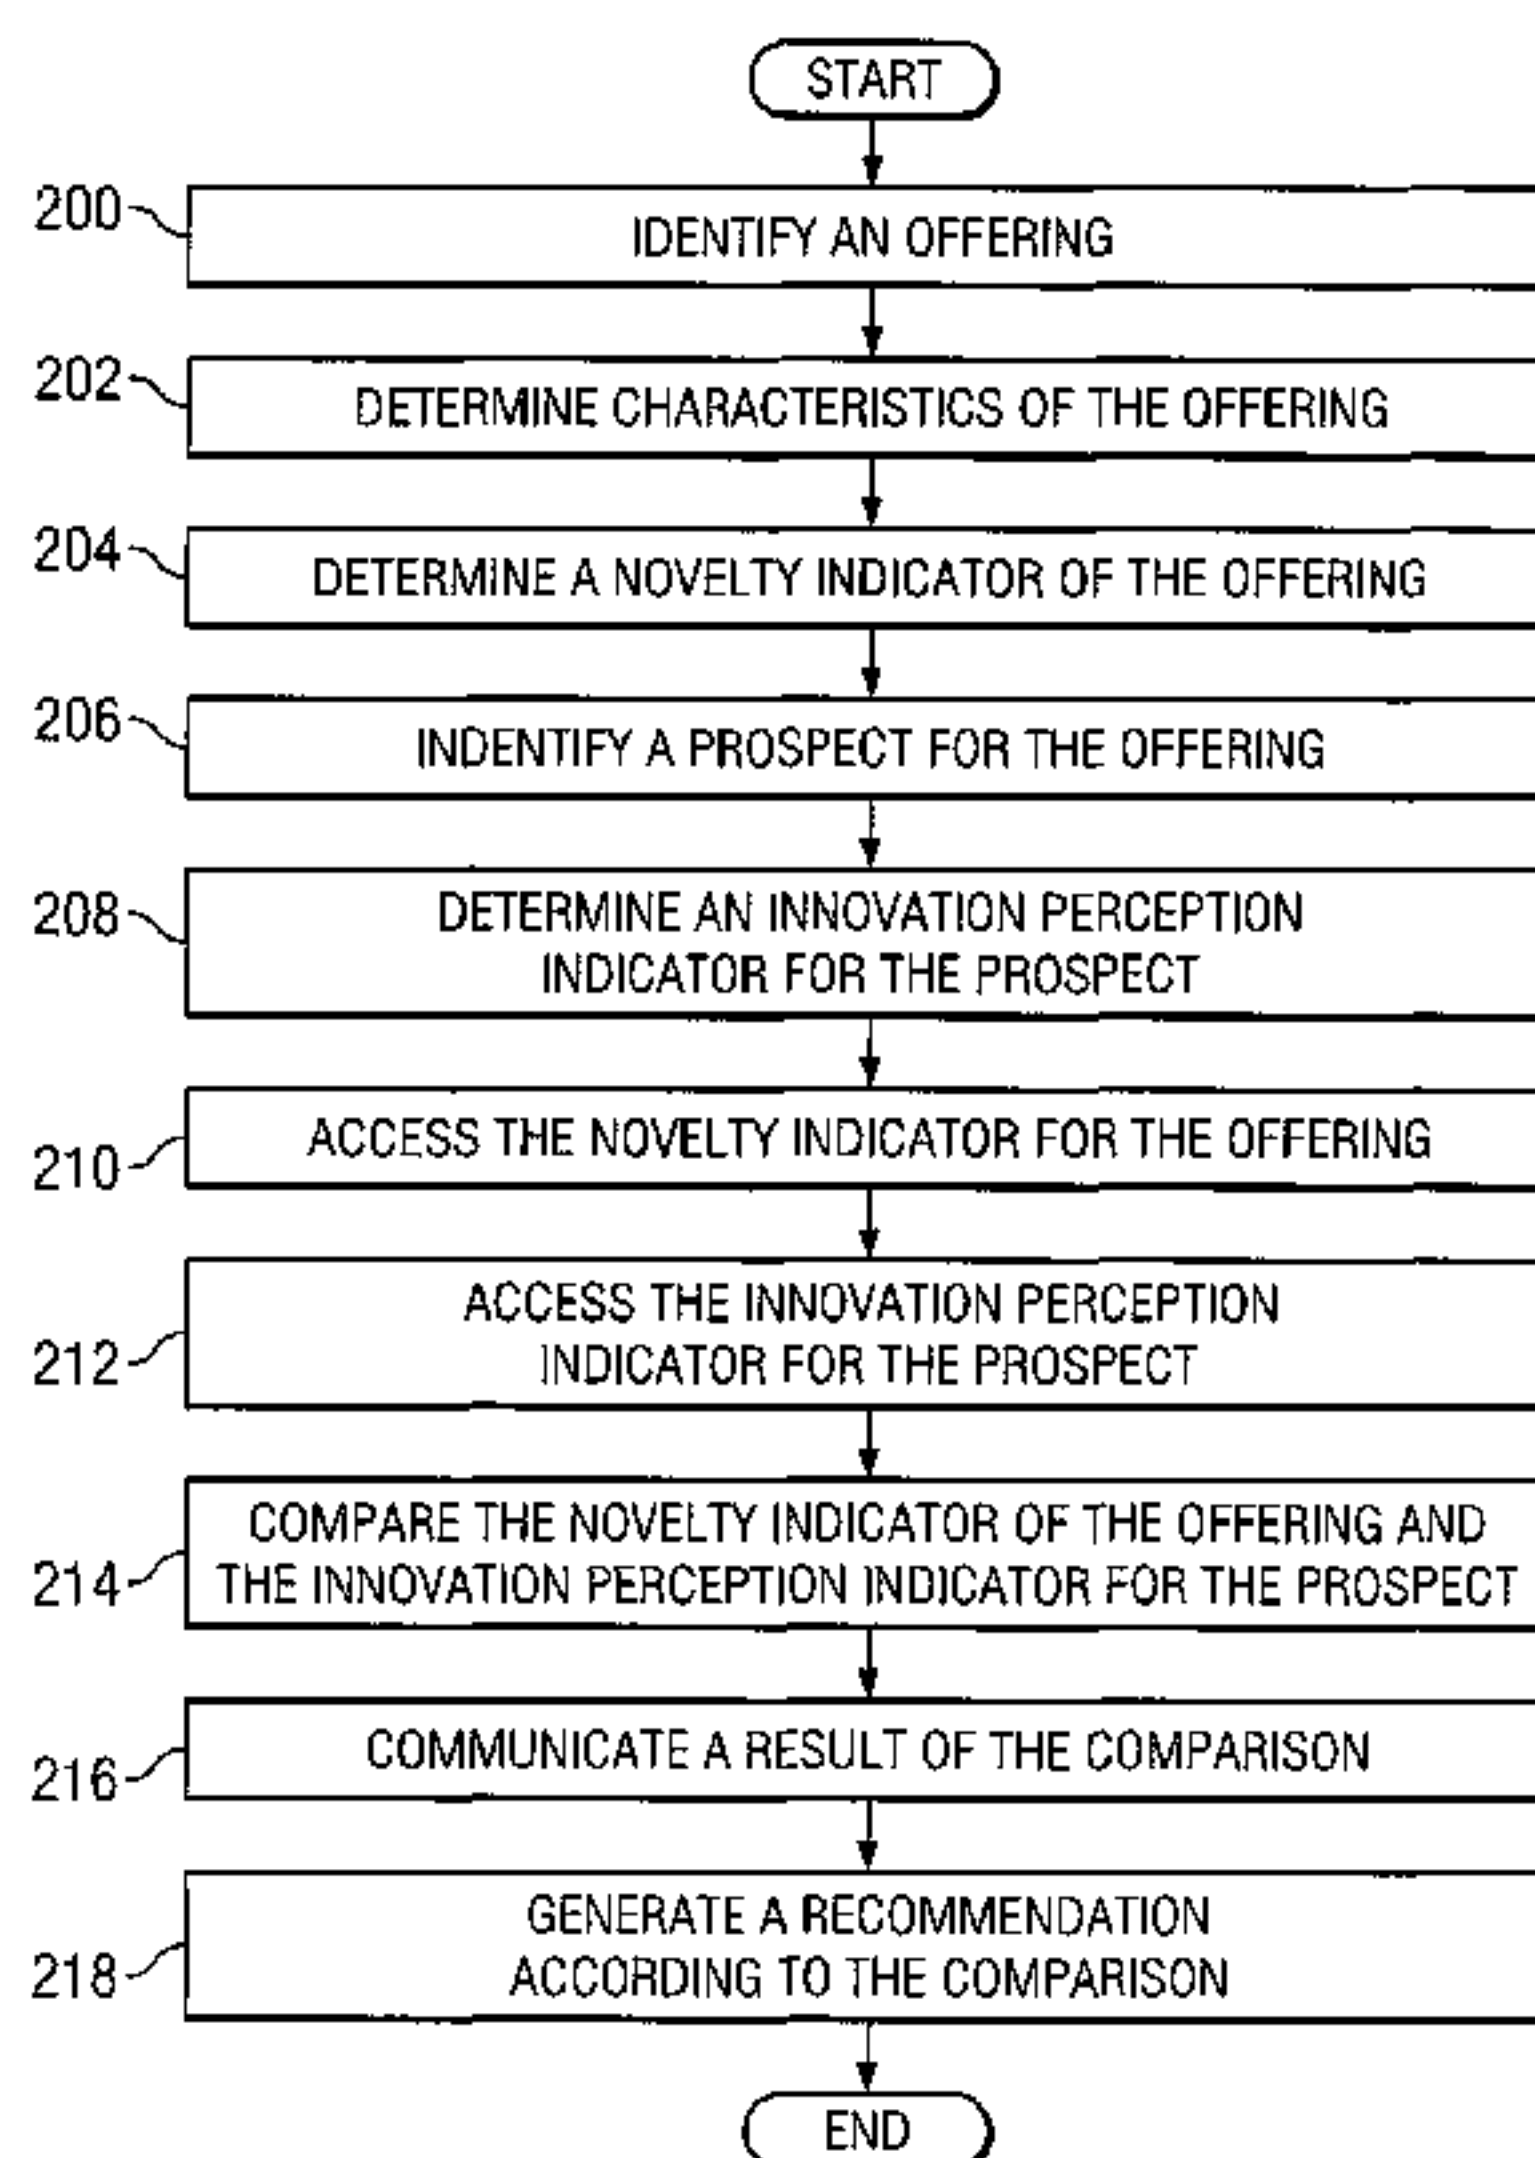 START
200
IDENTIFY AN OFFERING
202
DETERMINE CHARACTERISTICS OF THE OFFERING
204
DETERMINE A NOVELTY INDICATOR OF THE OFFERING
206
INDENTIFY A PROSPECT FOR THE OFFERING
208
DETERMINE AN INNOVATION PERCEPTION
INDICATOR FOR THE PROSPECT
210
ACCESS THE NOVELTY INDICATOR FOR THE OFFERING
212
ACCESS THE INNOVATION PERCEPTION
INDICATOR FOR THE PROSPECT
214
COMPARE THE NOVELTY INDICATOR OF THE OFFERING AND
THE INNOVATION PERCEPTION INDICATOR FOR THE PROSPECT
216
COMMUNICATE A RESULT OF THE COMPARISON
218
GENERATE A RECOMMENDATION
ACCORDING TO THE COMPARISON
END